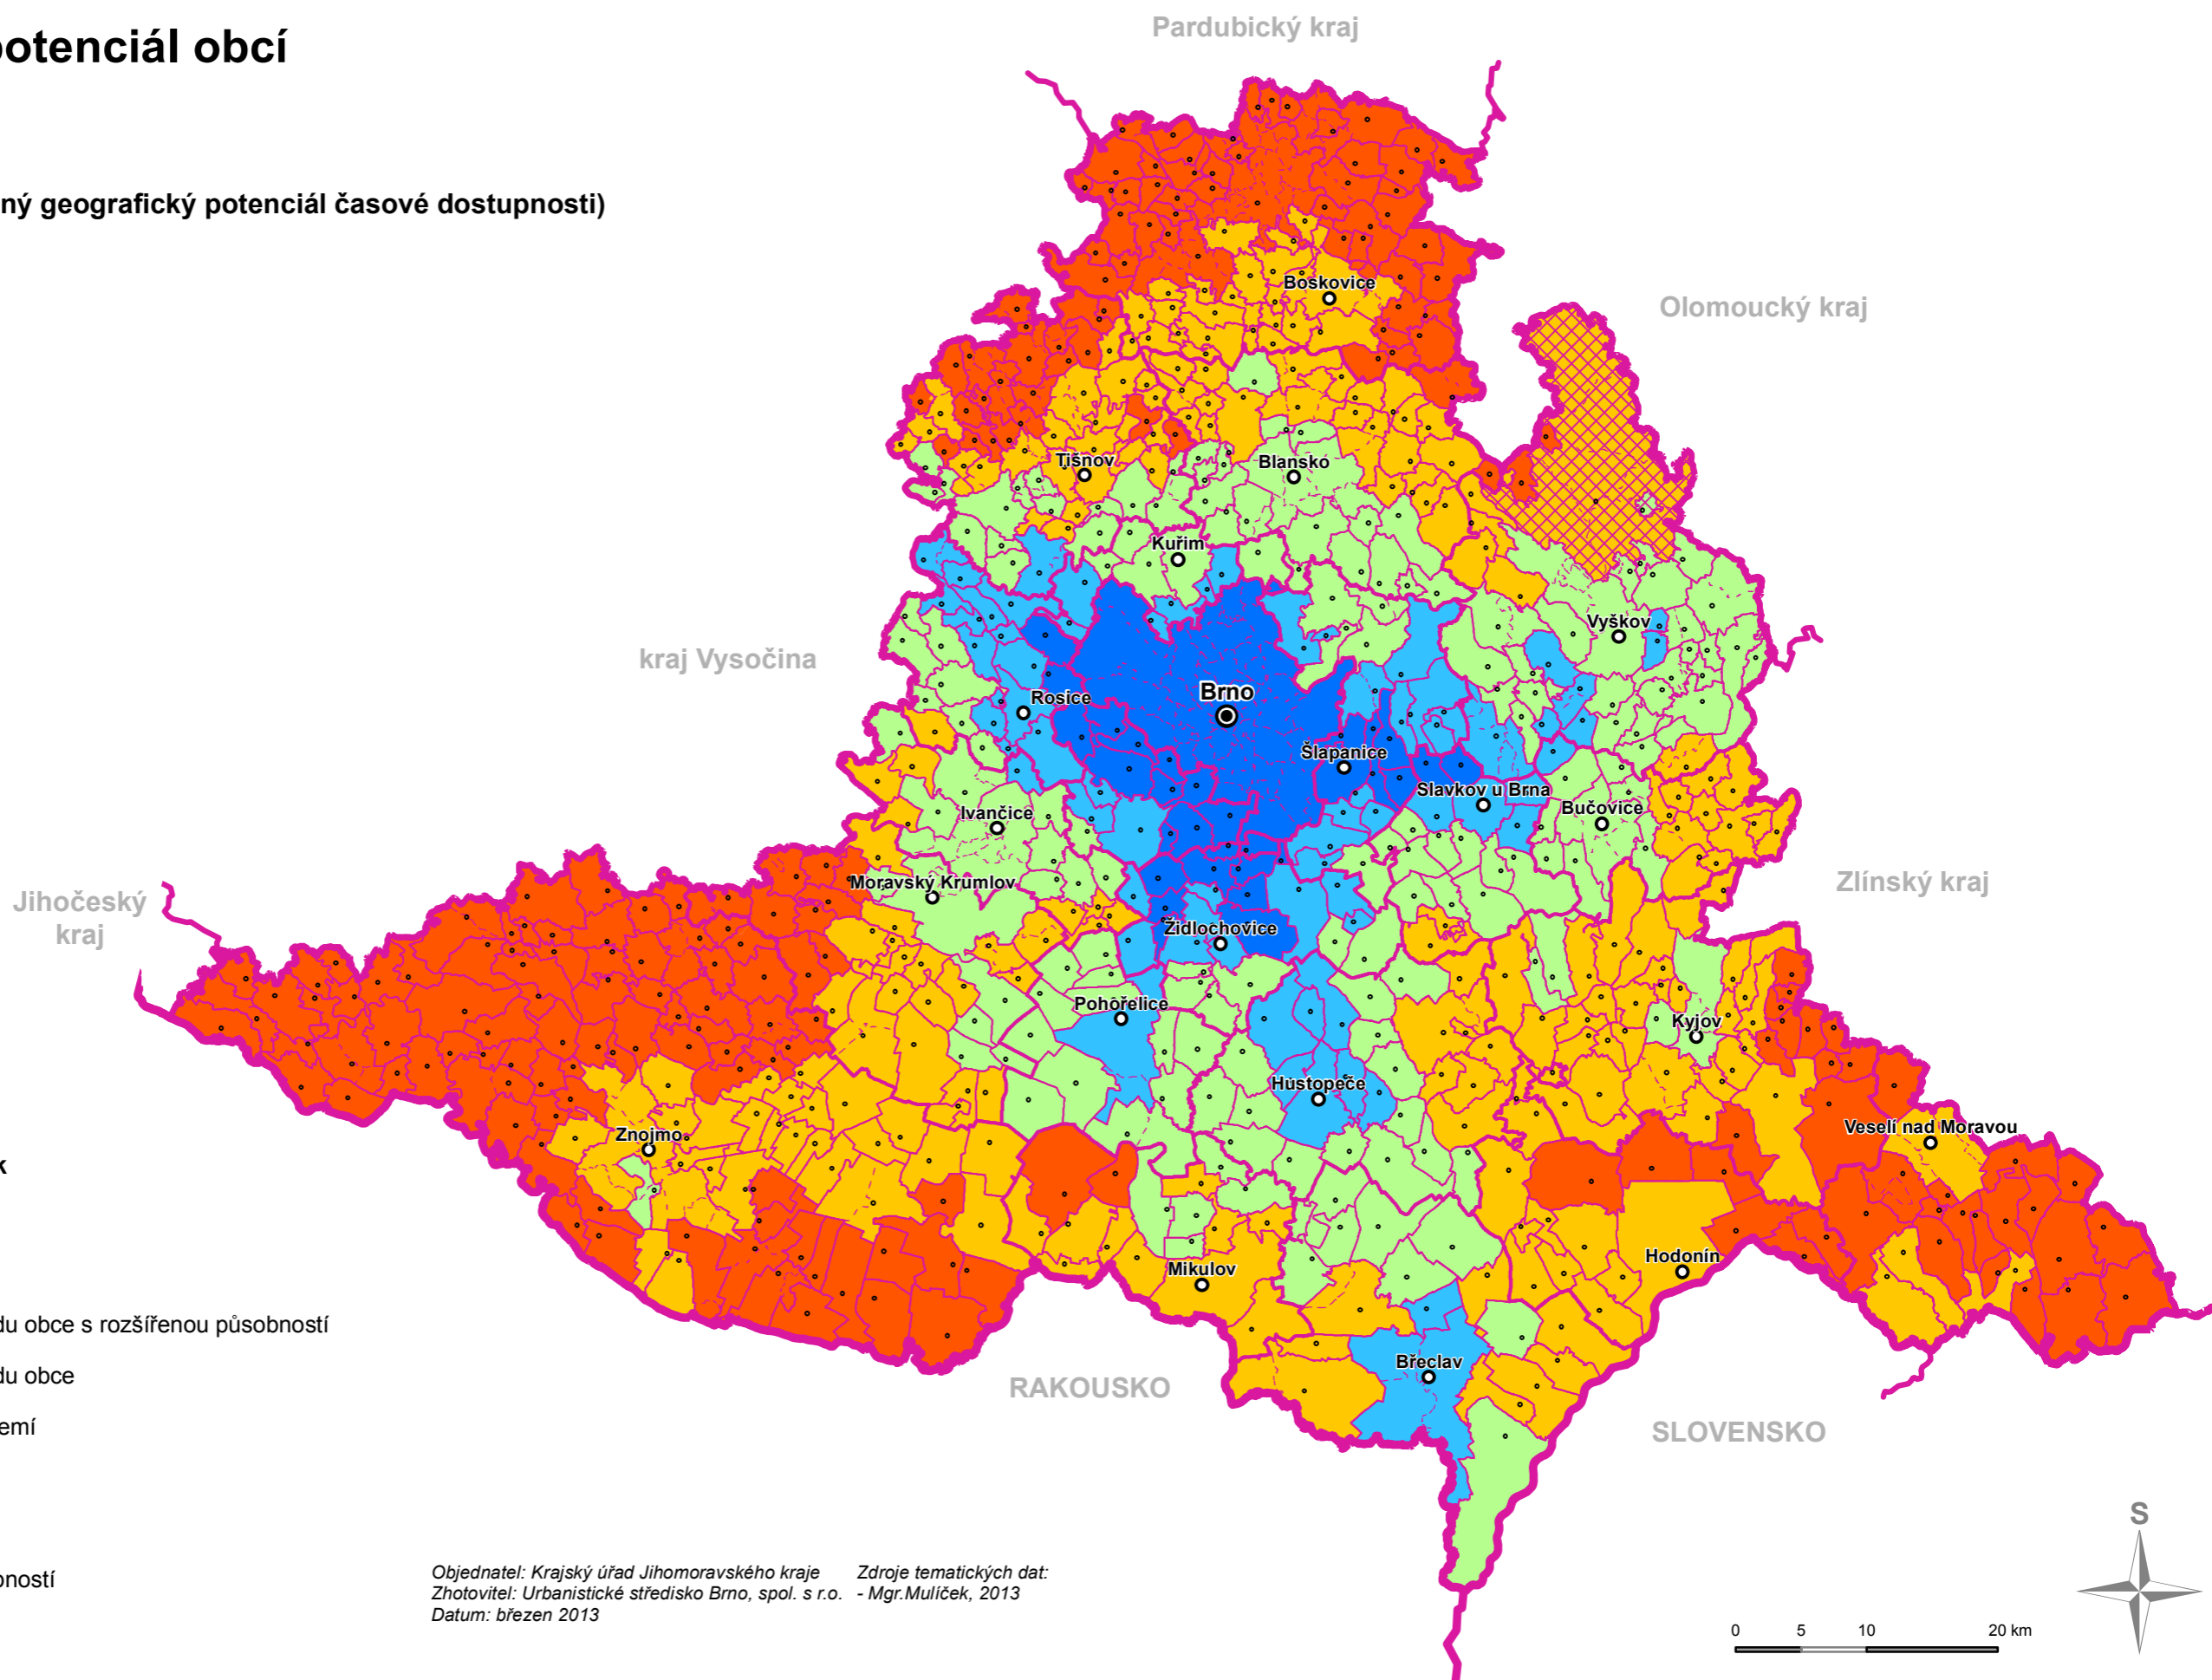 potenciál obcí
ný geografický potenciál časové dostupnosti)
Pardubický kraj
Olomoucký kraj
kraj Vysočina
Jihočeský
kraj
Zlínský kraj
RAKOUSKO
SLOVENSKO
Boskovice
Tišnov
Blansko
Kuřim
Vyškov
Rosice
Brno
Šlapanice
Slavkov u Brna
Bučovice
Ivančice
Moravský Krumlov
Židlochovice
Pohořelice
Kyjov
Hustopeče
Znojmo
Veselí nad Moravou
Mikulov
Hodonín
Břeclav
k
du obce s rozšířenou působností
du obce
emí
oností
Objednatel: Krajský úřad Jihomoravského kraje
Zhotovitel: Urbanistické středisko Brno, spol. s r.o.
Datum: březen 2013
Zdroje tematických dat:
- Mgr.Mulíček, 2013
S
0 5 10 20 km